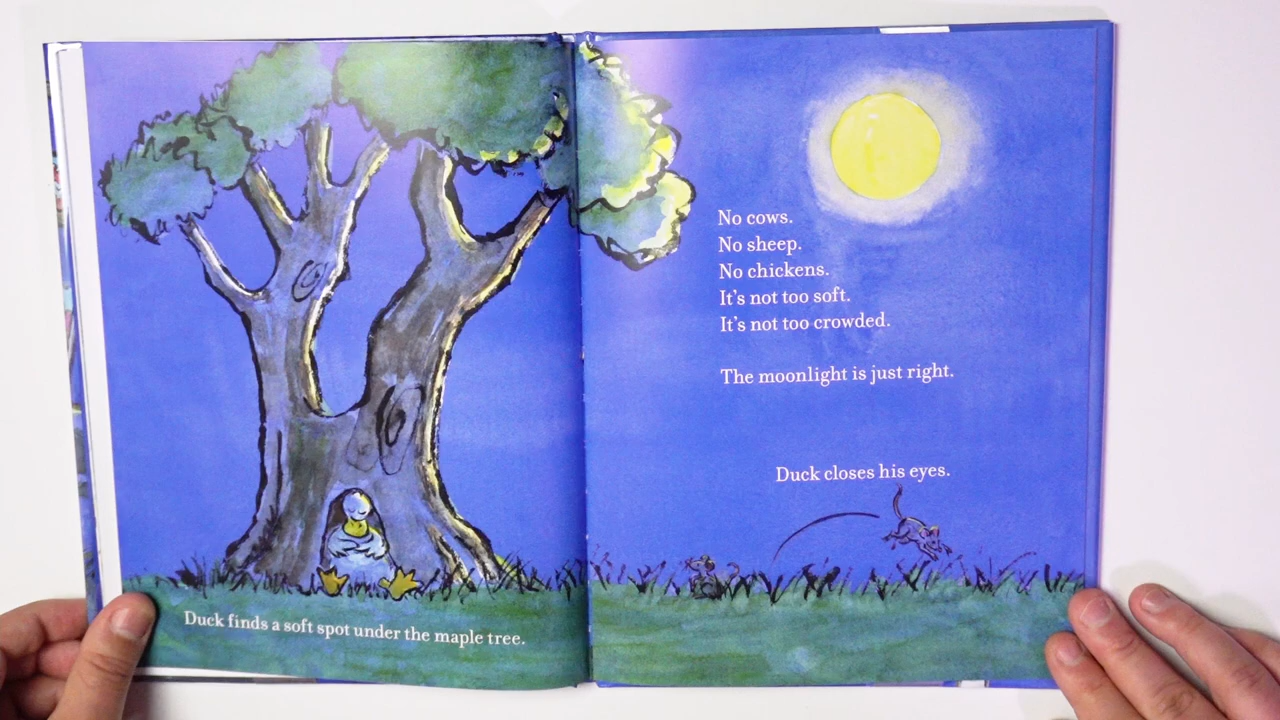 Duck finds a soft spot under the maple tree.
No cows.
No sheep.
No chickens.
It's not too soft.
It's not too crowded.
The moonlight is just right.
Duck closes his eyes.